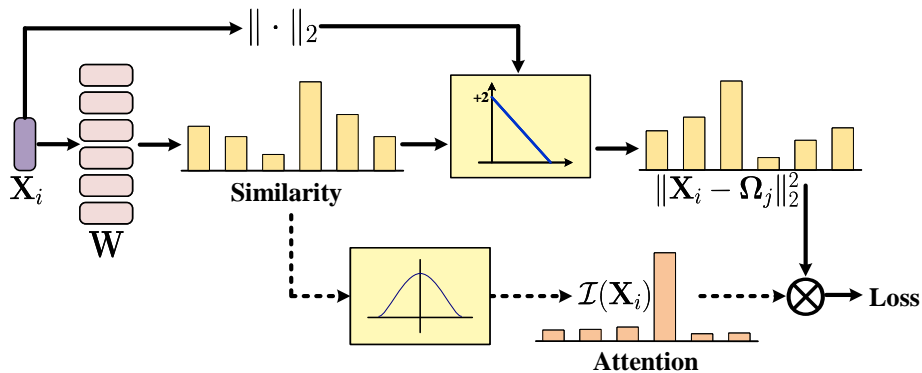 ‖ · ‖₂
+2
𝐗ᵢ
𝐖
Similarity
‖𝐗ᵢ − 𝛀ⱼ‖₂²
ℐ(𝐗ᵢ)
Loss
Attention